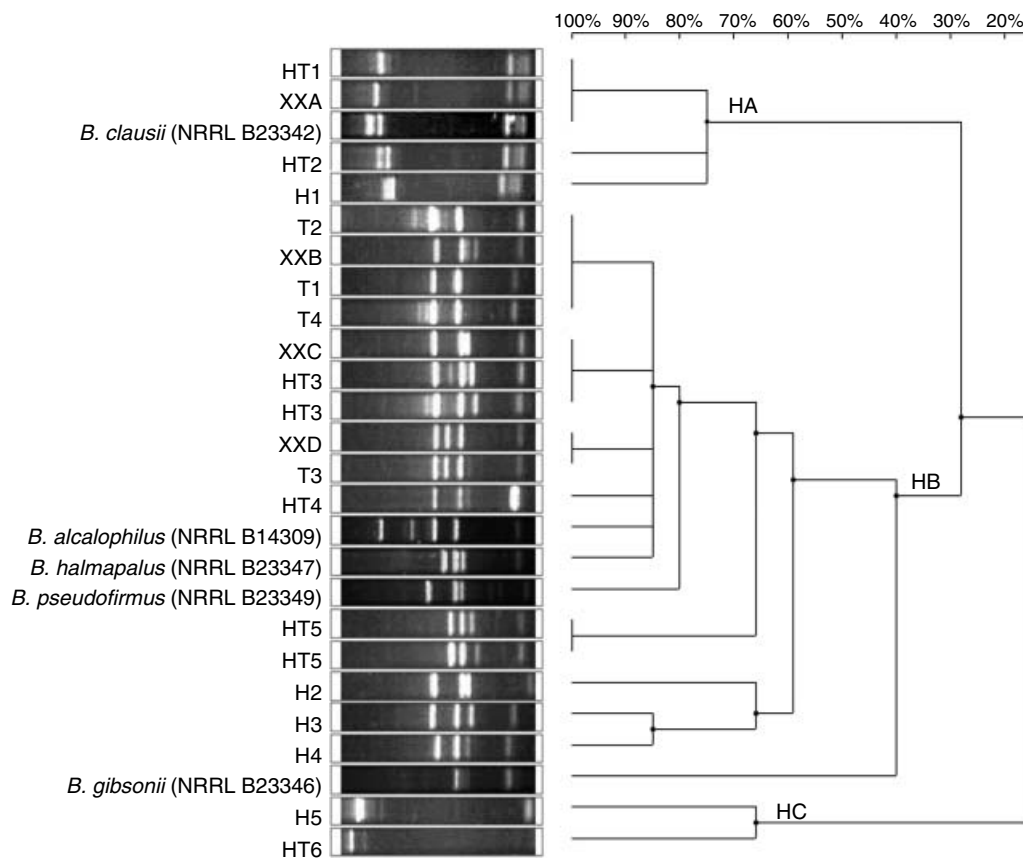 100% 90% 80% 70% 60% 50% 40% 30% 20%
HT1
XXA
HA
B. clausii (NRRL B23342)
HT2
H1
T2
XXB
T1
T4
XXC
HT3
HT3
XXD
T3
HB
HT4
B. alcalophilus (NRRL B14309)
B. halmapalus (NRRL B23347)
B. pseudofirmus (NRRL B23349)
HT5
HT5
H2
H3
H4
B. gibsonii (NRRL B23346)
H5
HC
HT6